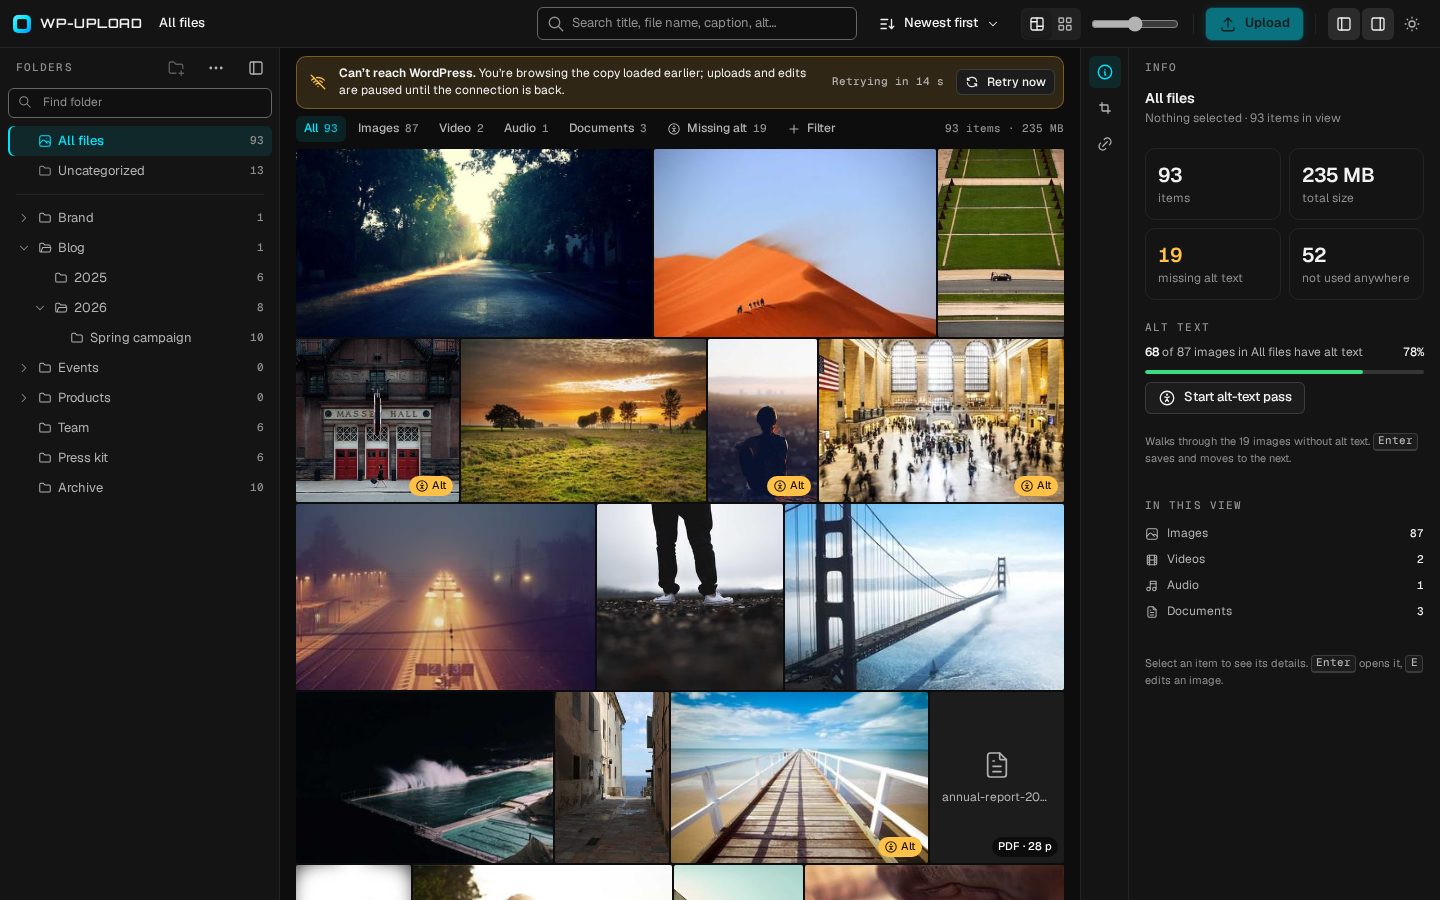 WP-UPLOAD All files
Search title, file name, caption, alt...
Newest first
Upload
FOLDERS
Find folder
All files 93
Uncategorized 13
Brand 1
Blog 1
2025 6
2026 8
Spring campaign 10
Events 0
Products 0
Team 6
Press kit 6
Archive 10
Can't reach WordPress. You're browsing the copy loaded earlier; uploads and edits
are paused until the connection is back.
Retrying in 14 s
Retry now
All 93 Images 87 Video 2 Audio 1 Documents 3 Missing alt 19 Filter
93 items · 235 MB
MASSEY HALL
Alt
Alt
Alt
annual-report-20...
Alt
PDF · 28 p
INFO
All files
Nothing selected · 93 items in view
93
items
235 MB
total size
19
missing alt text
52
not used anywhere
ALT TEXT
68 of 87 images in All files have alt text 78%
Start alt-text pass
Walks through the 19 images without alt text. Enter
saves and moves to the next.
IN THIS VIEW
Images 87
Videos 2
Audio 1
Documents 3
Select an item to see its details. Enter opens it, E
edits an image.